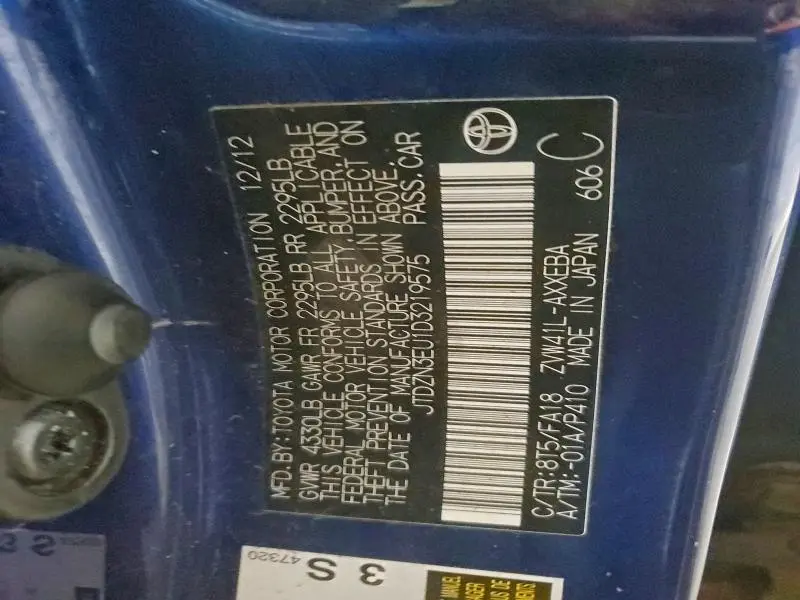 MFD. BY: TOYOTA MOTOR CORPORATION 12/12
GVWR 4330LB GAWR FR 2295LB RR 2295LB
THIS VEHICLE CONFORMS TO ALL APPLICABLE
FEDERAL MOTOR VEHICLE SAFETY, BUMPER, AND
THEFT PREVENTION STANDARDS IN EFFECT ON
THE DATE OF MANUFACTURE SHOWN ABOVE.
JTDZN3EU1D3219575 PASS. CAR
C/TR:8T5/FA18 ZVW41L-AXXEBA
A/TM:-01A/P410 MADE IN JAPAN 606 C
3 S
47320
MANUEL